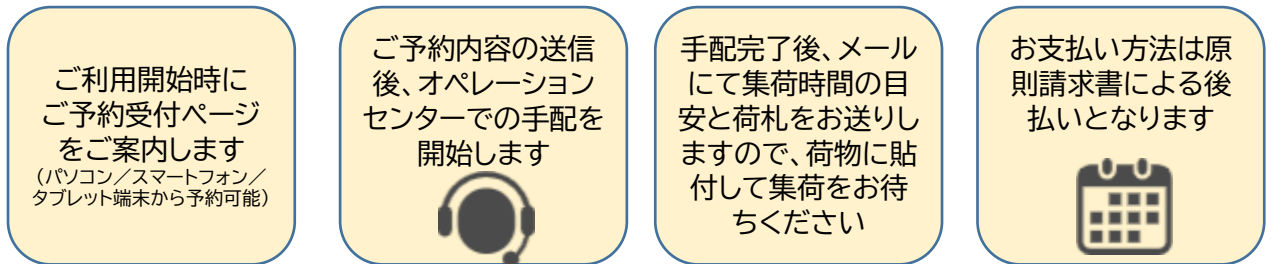 ご利用開始時に
ご予約受付ページ
をご案内します
（パソコン／スマートフォン／
タブレット端末から予約可能）
ご予約内容の送信
後、オペレーション
センターでの手配を
開始します
手配完了後、メール
にて集荷時間の目
安と荷札をお送りし
ますので、荷物に貼
付して集荷をお待
ちください
お支払い方法は原
則請求書による後
払いとなります